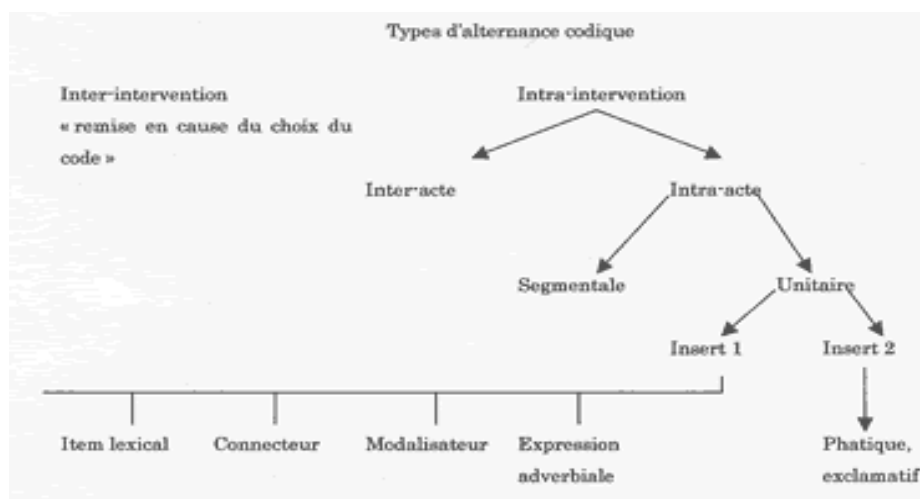 Types d'alternance codique
Inter-intervention
« remise en cause du choix du
code »
Intra-intervention
Inter-acte
Intra-acte
Segmentale
Unitaire
Insert 1
Insert 2
Item lexical
Connecteur
Modalisateur
Expression
adverbiale
Phatique,
exclamatif